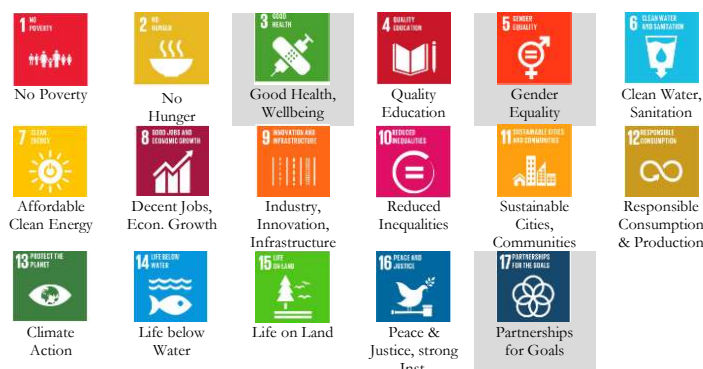 1 NO
POVERTY
No Poverty
2 NO
HUNGER
No
Hunger
3 GOOD
HEALTH
Good Health,
Wellbeing
4 QUALITY
EDUCATION
Quality
Education
5 GENDER
EQUALITY
Gender
Equality
6 CLEAN WATER
AND SANITATION
Clean Water,
Sanitation
7 CLEAN
ENERGY
Affordable
Clean Energy
8 GOOD JOBS AND
ECONOMIC GROWTH
Decent Jobs,
Econ. Growth
9 INNOVATION AND
INFRASTRUCTURE
Industry,
Innovation,
Infrastructure
10 REDUCED
INEQUALITIES
Reduced
Inequalities
11 SUSTAINABLE CITIES
AND COMMUNITIES
Sustainable
Cities,
Communities
12 RESPONSIBLE
CONSUMPTION
Responsible
Consumption
& Production
13 PROTECT THE
PLANET
Climate
Action
14 LIFE BELOW
WATER
Life below
Water
15 LIFE
ON LAND
Life on Land
16 PEACE AND
JUSTICE
Peace &
Justice, strong
Inst.
17 PARTNERSHIPS
FOR THE GOALS
Partnerships
for Goals